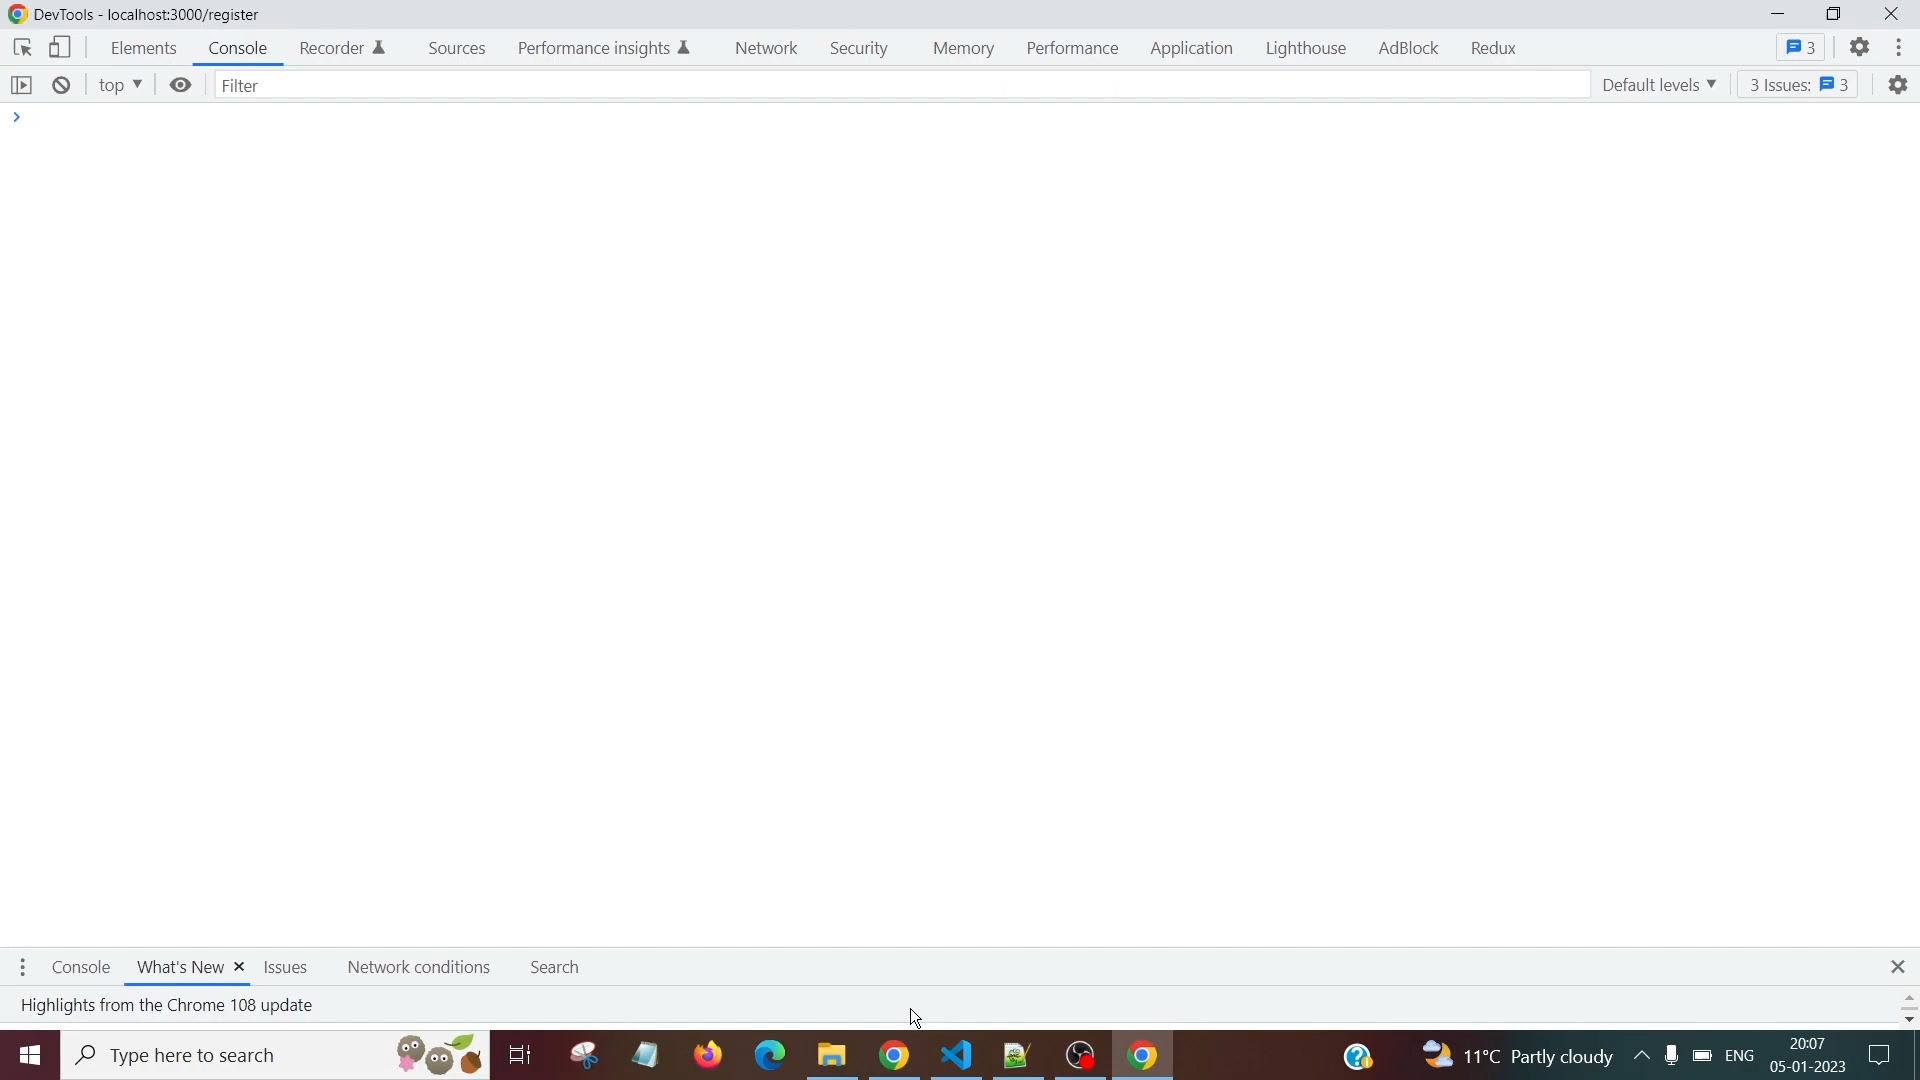 DevTools - localhost:3000/register
Elements Console Recorder Sources Performance insights Network Security Memory Performance Application Lighthouse AdBlock Redux 3
top Filter Default levels 3 Issues: 3
Console What's New Issues Network conditions Search
Highlights from the Chrome 108 update
Type here to search 11°C Partly cloudy ENG
20:07
05-01-2023